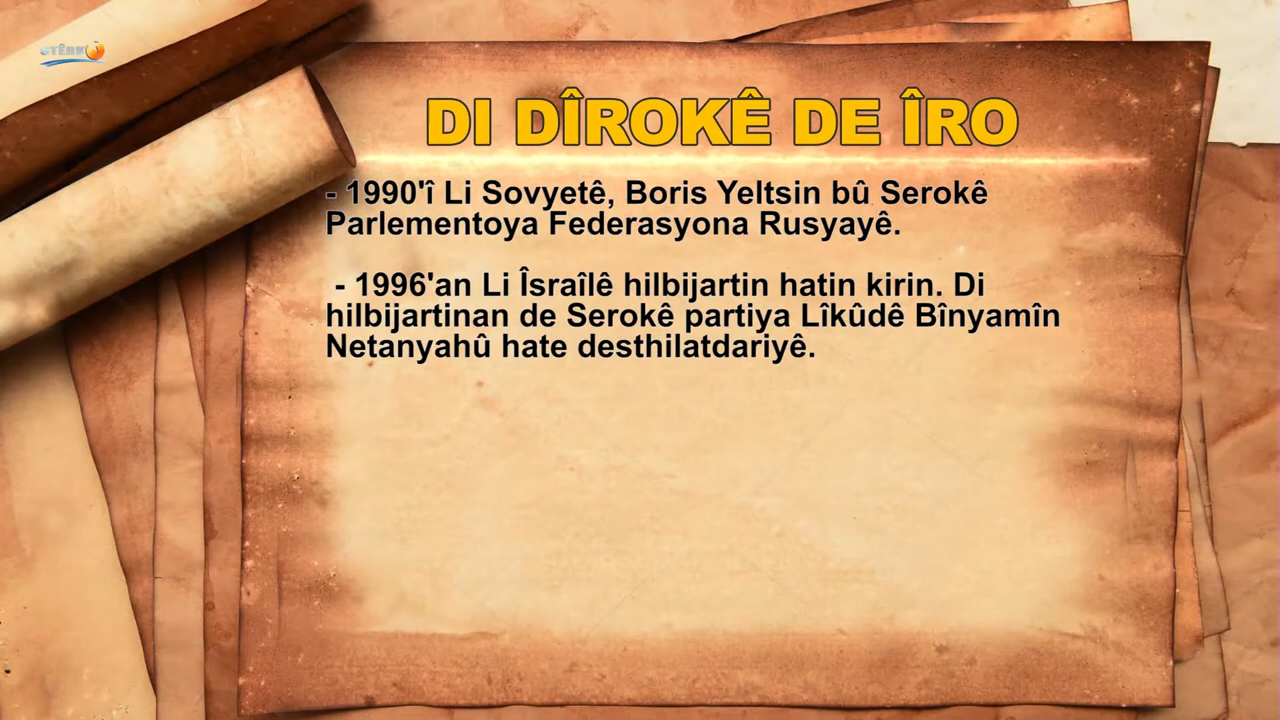 STÊRK
DI DÎROKÊ DE ÎRO
- 1990'î Li Sovyetê, Boris Yeltsin bû Serokê
Parlementoya Federasyona Rusyayê.
- 1996'an Li Îsraîlê hilbijartin hatin kirin. Di
hilbijartinan de Serokê partiya Lîkûdê Bînyamîn
Netanyahû hate desthilatdariyê.